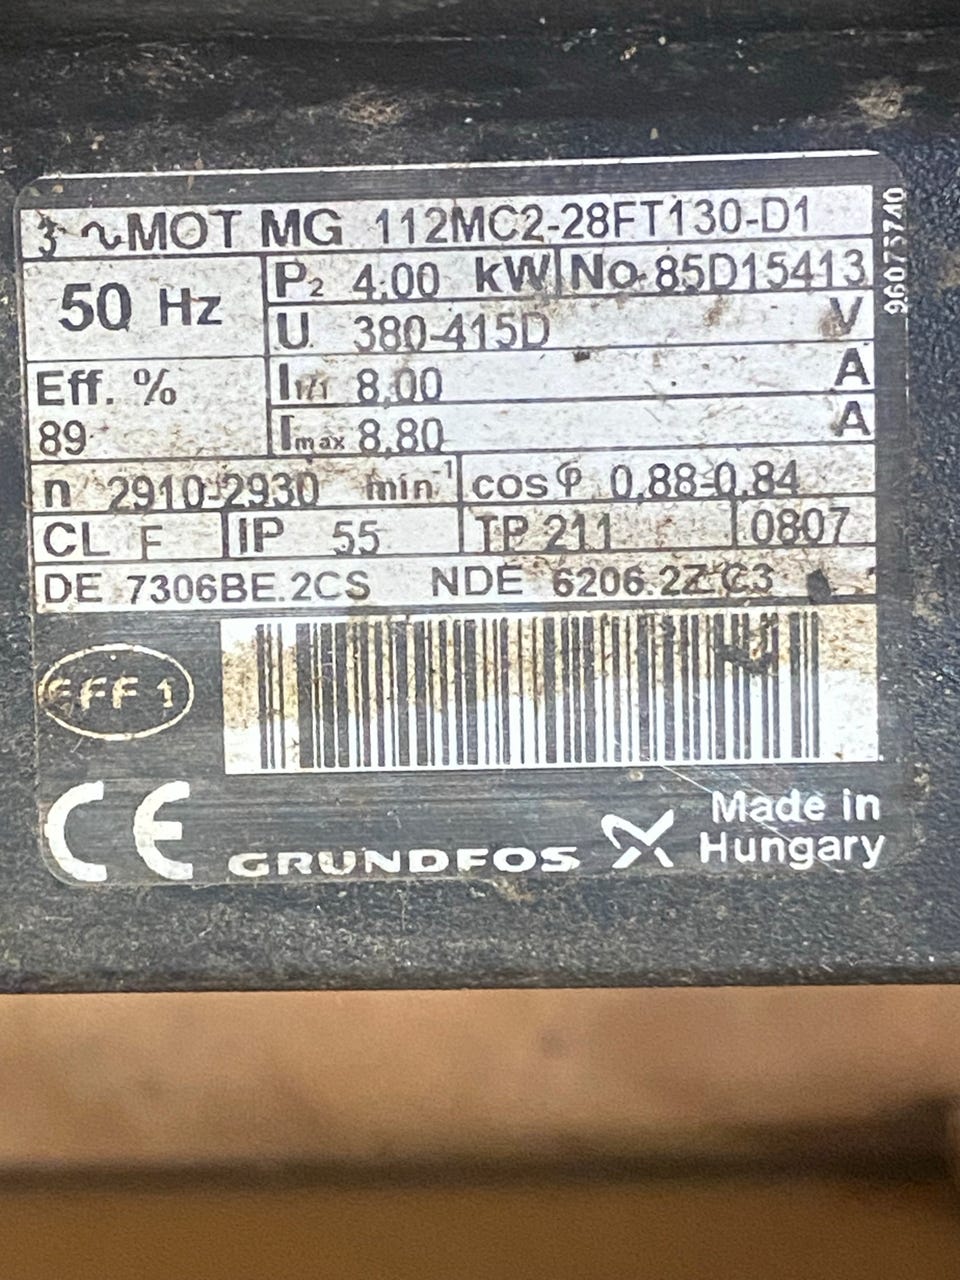 3 ~ MOT MG 112MC2-28FT130-D1
50 Hz
P2 4.00 kW No 85D15413
U 380-415D V
Eff. %
89
I1/1 8.00 A
Imax 8.80 A
n 2910-2930 min-1 cos φ 0.88-0.84
CL F IP 55 TP 211 0807
DE 7306BE.2CS NDE 6206.2Z C3
EFF 1
CE GRUNDFOS
Made in
Hungary
96073740